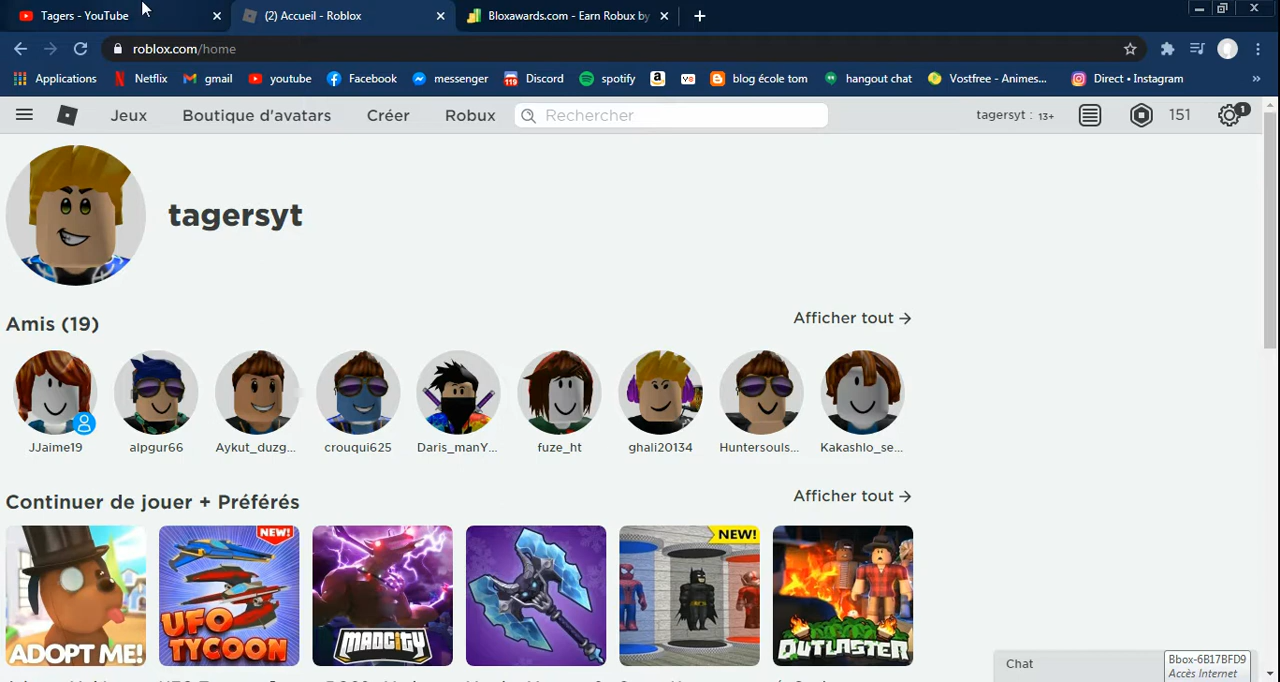 Tagers - YouTube
(2) Accueil - Roblox
Bloxawards.com - Earn Robux by
roblox.com/home
Applications
Netflix
gmail
youtube
Facebook
messenger
Discord
spotify
blog école tom
hangout chat
Vostfree - Animes...
Direct • Instagram
Jeux
Boutique d'avatars
Créer
Robux
Rechercher
tagersyt : 13+
151
1
tagersyt
Amis (19)
Afficher tout
JJaime19
alpgur66
Aykut_duzg...
crouqui625
Daris_manY...
fuze_ht
ghali20134
Huntersouls...
Kakashlo_se...
Continuer de jouer + Préférés
Afficher tout
ADOPT ME!
NEW!
UFO
TYCOON
MADCITY
NEW!
OUTLASTER
Chat
Bbox-6B17BFD9
Accès Internet